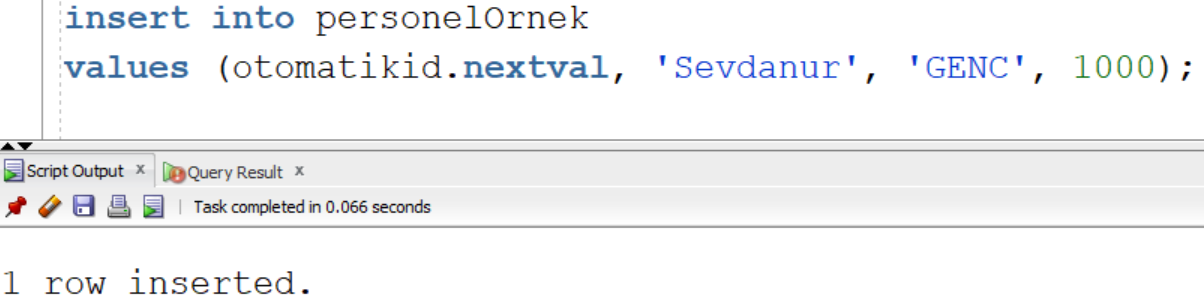 insert into personelOrnek
values (otomatikid.nextval, 'Sevdanur', 'GENC', 1000);
Script Output x Query Result x
Task completed in 0.066 seconds
1 row inserted.